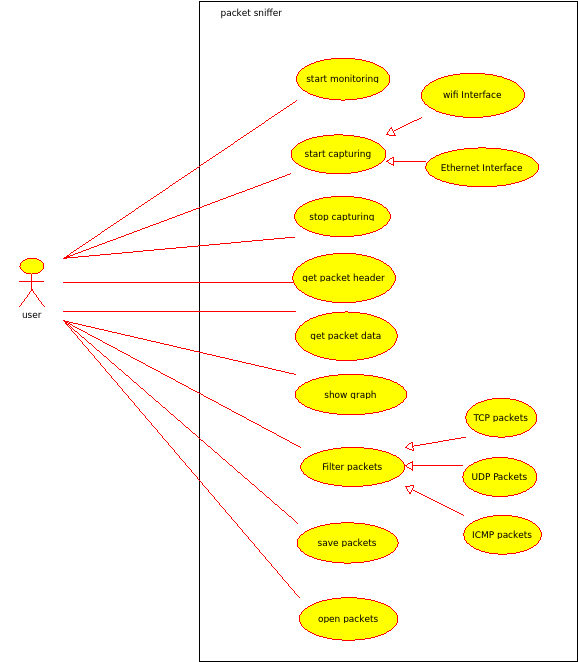 packet sniffer
start monitoring
wifi Interface
start capturing
Ethernet Interface
stop capturing
user
get packet header
get packet data
show graph
TCP packets
Filter packets
UDP Packets
ICMP packets
save packets
open packets